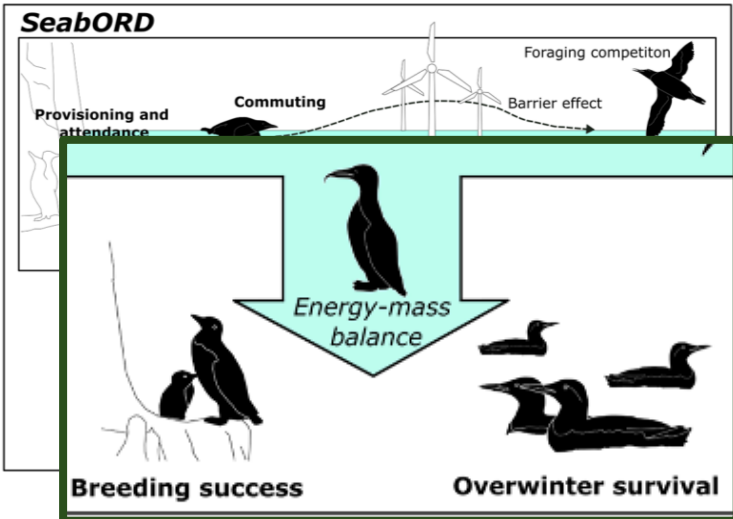 SeabORD
Foraging competiton
Commuting
Barrier effect
Provisioning and
attendance
Energy-mass
balance
Breeding success
Overwinter survival